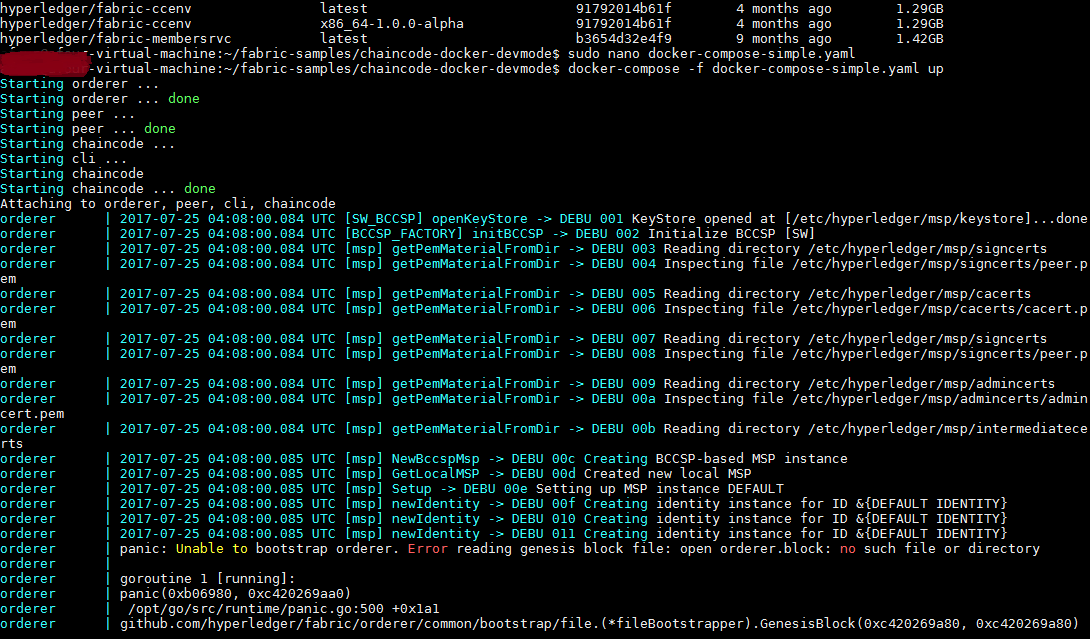 hyperledger/fabric-ccenv latest 91792014b61f 4 months ago 1.29GB
hyperledger/fabric-ccenv x86_64-1.0.0-alpha 91792014b61f 4 months ago 1.29GB
hyperledger/fabric-membersrvc latest b3654d32e4f9 9 months ago 1.42GB
-virtual-machine:~/fabric-samples/chaincode-docker-devmode$ sudo nano docker-compose-simple.yaml
-virtual-machine:~/fabric-samples/chaincode-docker-devmode$ docker-compose -f docker-compose-simple.yaml up
Starting orderer ...
Starting orderer ... done
Starting peer ...
Starting peer ... done
Starting chaincode ...
Starting cli ...
Starting chaincode
Starting chaincode ... done
Attaching to orderer, peer, cli, chaincode
orderer | 2017-07-25 04:08:00.084 UTC [SW_BCCSP] openKeyStore -> DEBU 001 KeyStore opened at [/etc/hyperledger/msp/keystore]...done
orderer | 2017-07-25 04:08:00.084 UTC [BCCSP_FACTORY] initBCCSP -> DEBU 002 Initialize BCCSP [SW]
orderer | 2017-07-25 04:08:00.084 UTC [msp] getPemMaterialFromDir -> DEBU 003 Reading directory /etc/hyperledger/msp/signcerts
orderer | 2017-07-25 04:08:00.084 UTC [msp] getPemMaterialFromDir -> DEBU 004 Inspecting file /etc/hyperledger/msp/signcerts/peer.p
em
orderer | 2017-07-25 04:08:00.084 UTC [msp] getPemMaterialFromDir -> DEBU 005 Reading directory /etc/hyperledger/msp/cacerts
orderer | 2017-07-25 04:08:00.084 UTC [msp] getPemMaterialFromDir -> DEBU 006 Inspecting file /etc/hyperledger/msp/cacerts/cacert.p
em
orderer | 2017-07-25 04:08:00.084 UTC [msp] getPemMaterialFromDir -> DEBU 007 Reading directory /etc/hyperledger/msp/signcerts
orderer | 2017-07-25 04:08:00.084 UTC [msp] getPemMaterialFromDir -> DEBU 008 Inspecting file /etc/hyperledger/msp/signcerts/peer.p
em
orderer | 2017-07-25 04:08:00.084 UTC [msp] getPemMaterialFromDir -> DEBU 009 Reading directory /etc/hyperledger/msp/admincerts
orderer | 2017-07-25 04:08:00.084 UTC [msp] getPemMaterialFromDir -> DEBU 00a Inspecting file /etc/hyperledger/msp/admincerts/admin
cert.pem
orderer | 2017-07-25 04:08:00.084 UTC [msp] getPemMaterialFromDir -> DEBU 00b Reading directory /etc/hyperledger/msp/intermediatece
rts
orderer | 2017-07-25 04:08:00.085 UTC [msp] NewBccspMsp -> DEBU 00c Creating BCCSP-based MSP instance
orderer | 2017-07-25 04:08:00.085 UTC [msp] GetLocalMSP -> DEBU 00d Created new local MSP
orderer | 2017-07-25 04:08:00.085 UTC [msp] Setup -> DEBU 00e Setting up MSP instance DEFAULT
orderer | 2017-07-25 04:08:00.085 UTC [msp] newIdentity -> DEBU 00f Creating identity instance for ID &{DEFAULT IDENTITY}
orderer | 2017-07-25 04:08:00.085 UTC [msp] newIdentity -> DEBU 010 Creating identity instance for ID &{DEFAULT IDENTITY}
orderer | 2017-07-25 04:08:00.085 UTC [msp] newIdentity -> DEBU 011 Creating identity instance for ID &{DEFAULT IDENTITY}
orderer | panic: Unable to bootstrap orderer. Error reading genesis block file: open orderer.block: no such file or directory
orderer |
orderer | goroutine 1 [running]:
orderer | panic(0xb06980, 0xc420269aa0)
orderer | /opt/go/src/runtime/panic.go:500 +0x1a1
orderer | github.com/hyperledger/fabric/orderer/common/bootstrap/file.(*fileBootstrapper).GenesisBlock(0xc420269a80, 0xc420269a80)